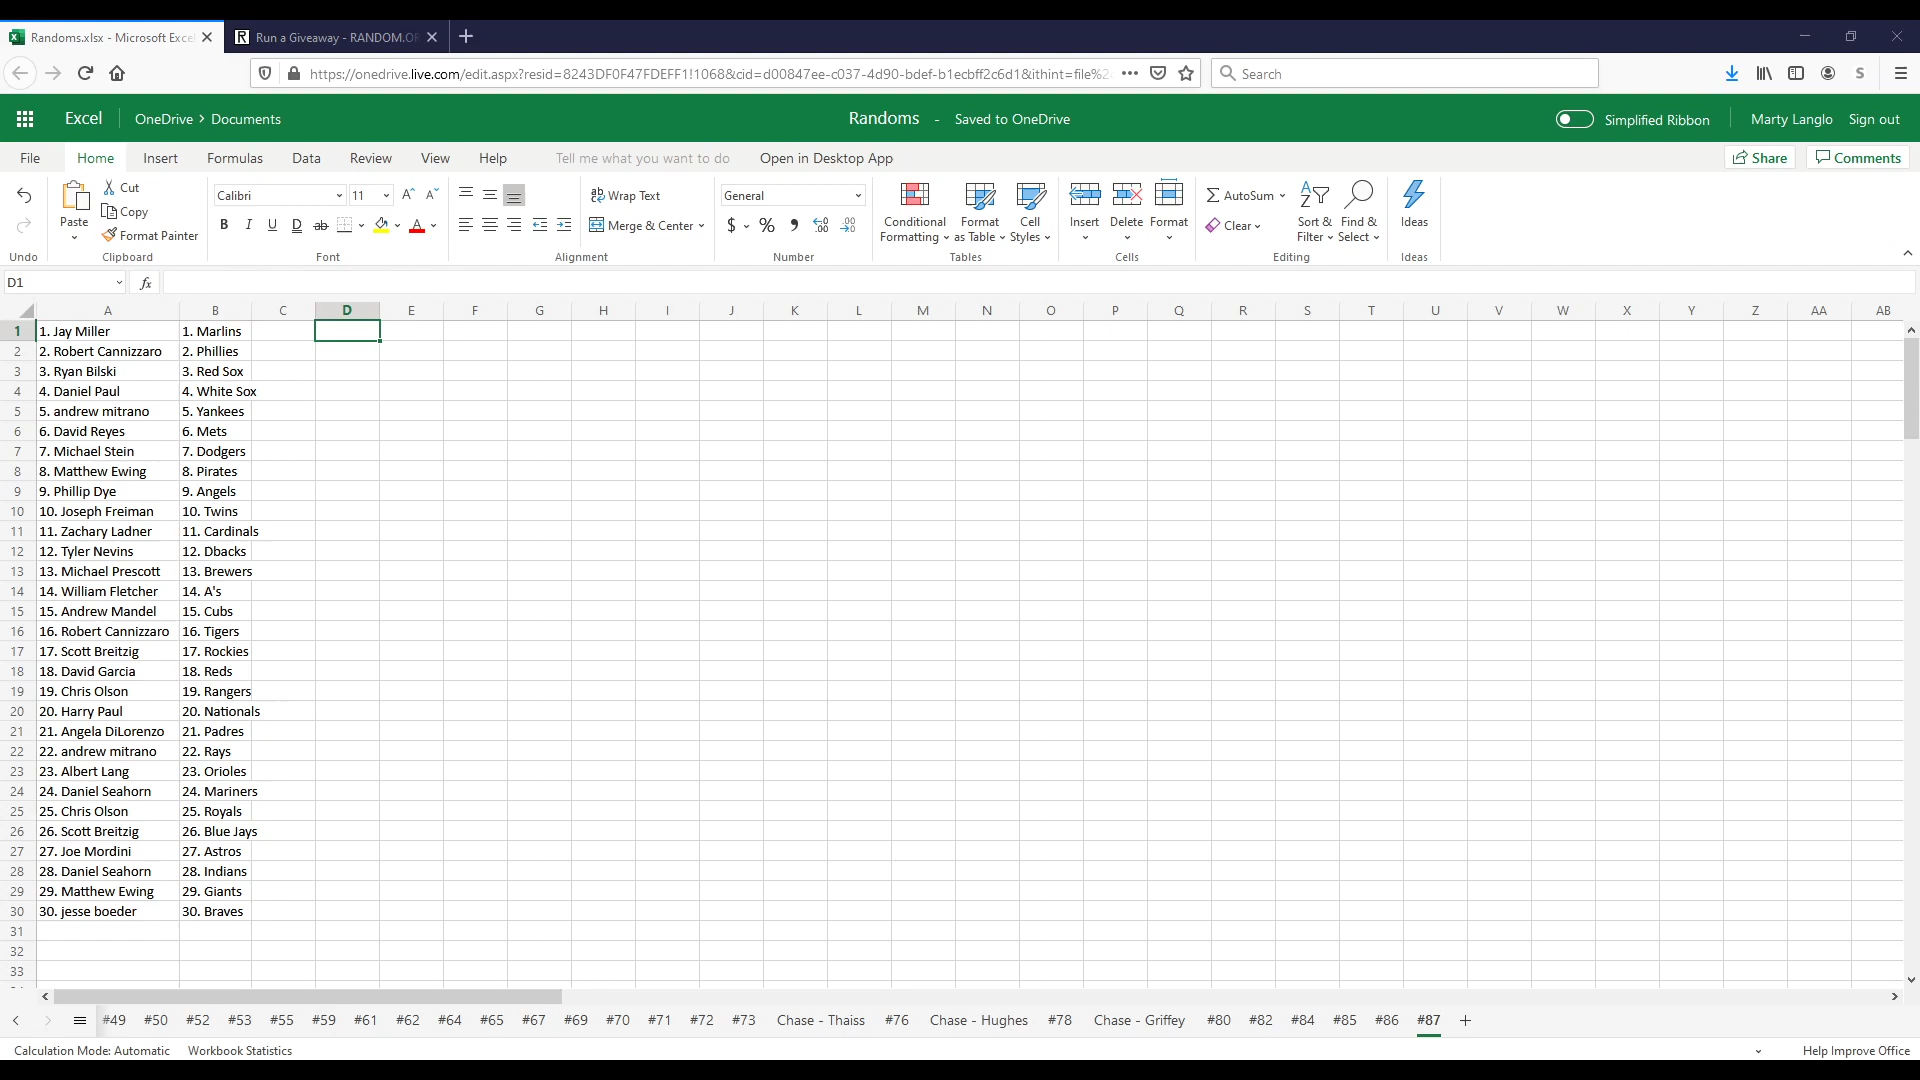 Randoms.xlsx - Microsoft Exce
Run a Giveaway - RANDOM.OR
https://onedrive.live.com/edit.aspx?resid=8243DF0F47FDEFF1!1068&cid=d00847ee-c037-4d90-bdef-b1ecbff2c6d1&ithint=file%2
Search
Excel
OneDrive > Documents
Randoms - Saved to OneDrive
Simplified Ribbon
Marty Langlo
Sign out
File Home Insert Formulas Data Review View Help Tell me what you want to do Open in Desktop App
Share
Comments
Cut
Copy
Format Painter
Paste
Calibri 11
Wrap Text
Merge & Center
General
Conditional Formatting
Format as Table
Cell Styles
Insert
Delete
Format
AutoSum
Clear
Sort & Filter
Find & Select
Ideas
Undo Clipboard Font Alignment Number Tables Cells Editing Ideas
D1
fx
A B C D E F G H I J K L M N O P Q R S T U V W X Y Z AA AB
1 1. Jay Miller 1. Marlins
2 2. Robert Cannizzaro 2. Phillies
3 3. Ryan Bilski 3. Red Sox
4 4. Daniel Paul 4. White Sox
5 5. andrew mitrano 5. Yankees
6 6. David Reyes 6. Mets
7 7. Michael Stein 7. Dodgers
8 8. Matthew Ewing 8. Pirates
9 9. Phillip Dye 9. Angels
10 10. Joseph Freiman 10. Twins
11 11. Zachary Ladner 11. Cardinals
12 12. Tyler Nevins 12. Dbacks
13 13. Michael Prescott 13. Brewers
14 14. William Fletcher 14. A's
15 15. Andrew Mandel 15. Cubs
16 16. Robert Cannizzaro 16. Tigers
17 17. Scott Breitzig 17. Rockies
18 18. David Garcia 18. Reds
19 19. Chris Olson 19. Rangers
20 20. Harry Paul 20. Nationals
21 21. Angela DiLorenzo 21. Padres
22 22. andrew mitrano 22. Rays
23 23. Albert Lang 23. Orioles
24 24. Daniel Seahorn 24. Mariners
25 25. Chris Olson 25. Royals
26 26. Scott Breitzig 26. Blue Jays
27 27. Joe Mordini 27. Astros
28 28. Daniel Seahorn 28. Indians
29 29. Matthew Ewing 29. Giants
30 30. jesse boeder 30. Braves
31
32
33
#49 #50 #52 #53 #55 #59 #61 #62 #64 #65 #67 #69 #70 #71 #72 #73 Chase - Thaiss #76 Chase - Hughes #78 Chase - Griffey #80 #82 #84 #85 #86 #87
Calculation Mode: Automatic Workbook Statistics
Help Improve Office